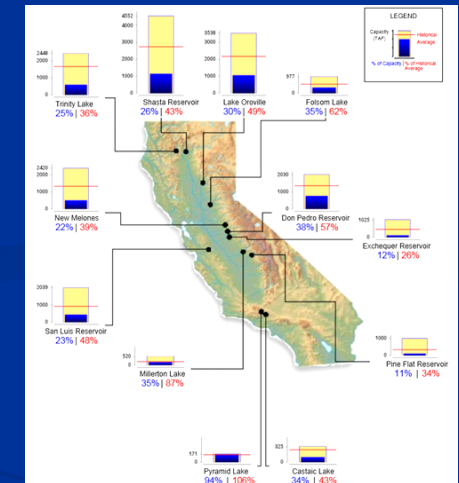 LEGEND
Capacity
(TAF)
Historical
Average
% of Capacity | % of Historical
Average
2448
2000
1000
0
Trinity Lake
25% | 36%
4552
4000
3000
2000
1000
0
Shasta Reservoir
26% | 43%
3538
3000
2000
1000
0
Lake Oroville
30% | 49%
977
0
Folsom Lake
35% | 62%
2420
2000
1000
0
New Melones
22% | 39%
2030
1000
0
Don Pedro Reservoir
38% | 57%
1025
0
Exchequer Reservoir
12% | 26%
2039
1000
0
San Luis Reservoir
23% | 48%
520
0
Millerton Lake
35% | 87%
1000
0
Pine Flat Reservoir
11% | 34%
171
0
Pyramid Lake
94% | 106%
325
0
Castaic Lake
34% | 43%